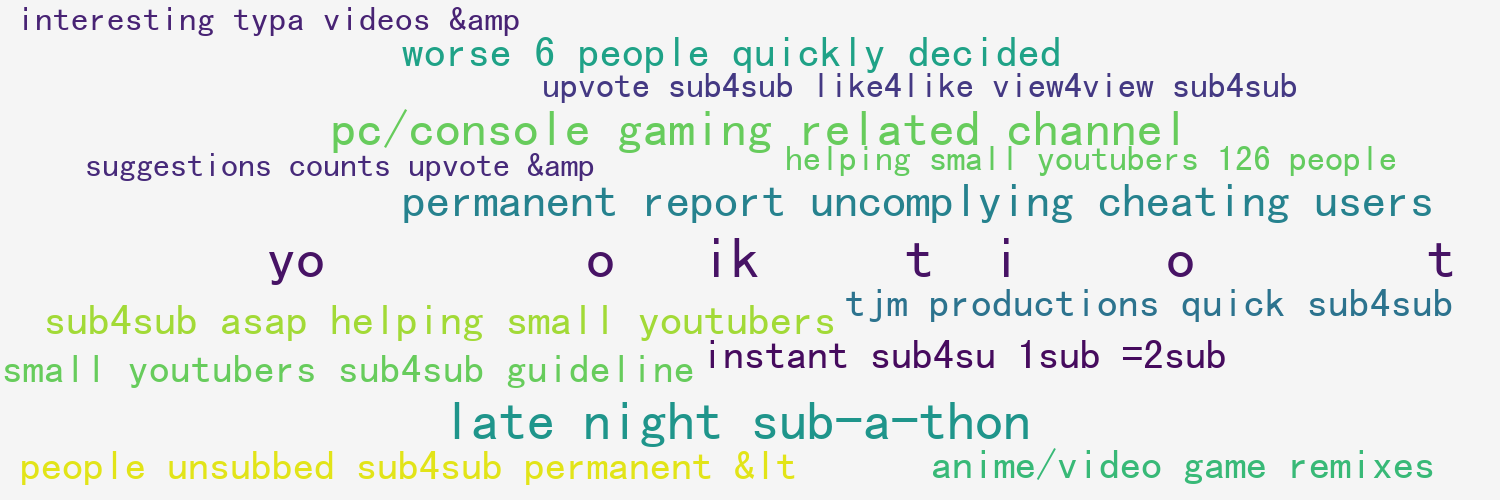 interesting typa videos &amp
worse 6 people quickly decided
upvote sub4sub like4like view4view sub4sub
pc/console gaming related channel
helping small youtubers 126 people
suggestions counts upvote &amp
permanent report uncomplying cheating users
yo o ik t i o t
tjm productions quick sub4sub
sub4sub asap helping small youtubers
instant sub4su 1sub =2sub
small youtubers sub4sub guideline
late night sub-a-thon
people unsubbed sub4sub permanent &lt
anime/video game remixes